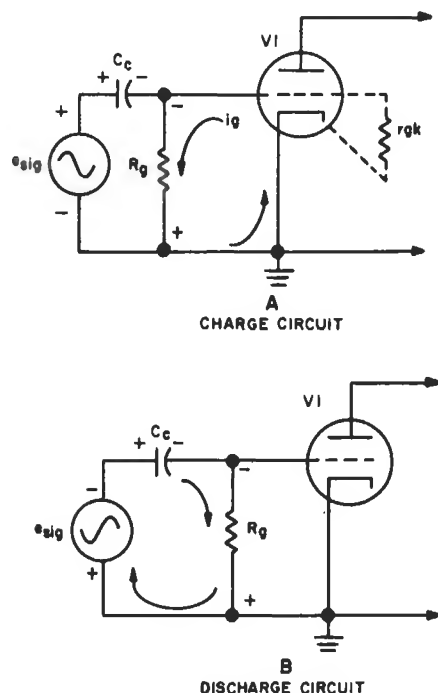 V1
+ Cc -
+
-
ig
rgk
esig
Rg
-
+
A
CHARGE CIRCUIT
V1
+ Cc -
-
-
esig
Rg
+
+
B
DISCHARGE CIRCUIT